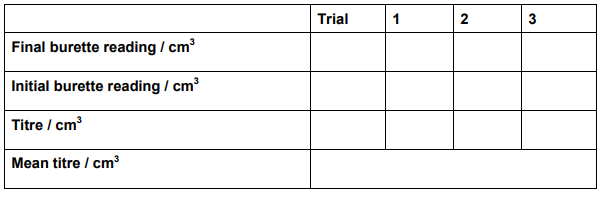 Trial 1 2 3
Final burette reading / cm³
Initial burette reading / cm³
Titre / cm³
Mean titre / cm³